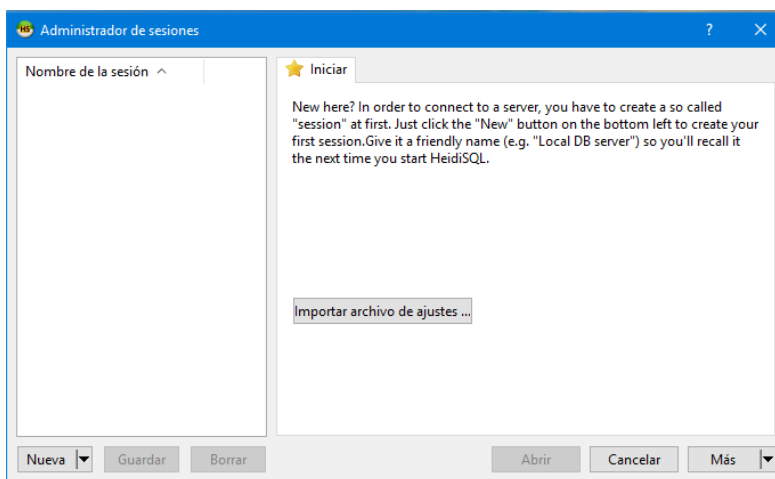 HS Administrador de sesiones ?
Nombre de la sesión
Iniciar
New here? In order to connect to a server, you have to create a so called
"session" at first. Just click the "New" button on the bottom left to create your
first session.Give it a friendly name (e.g. "Local DB server") so you'll recall it
the next time you start HeidiSQL.
Importar archivo de ajustes ...
Nueva Guardar Borrar Abrir Cancelar Más